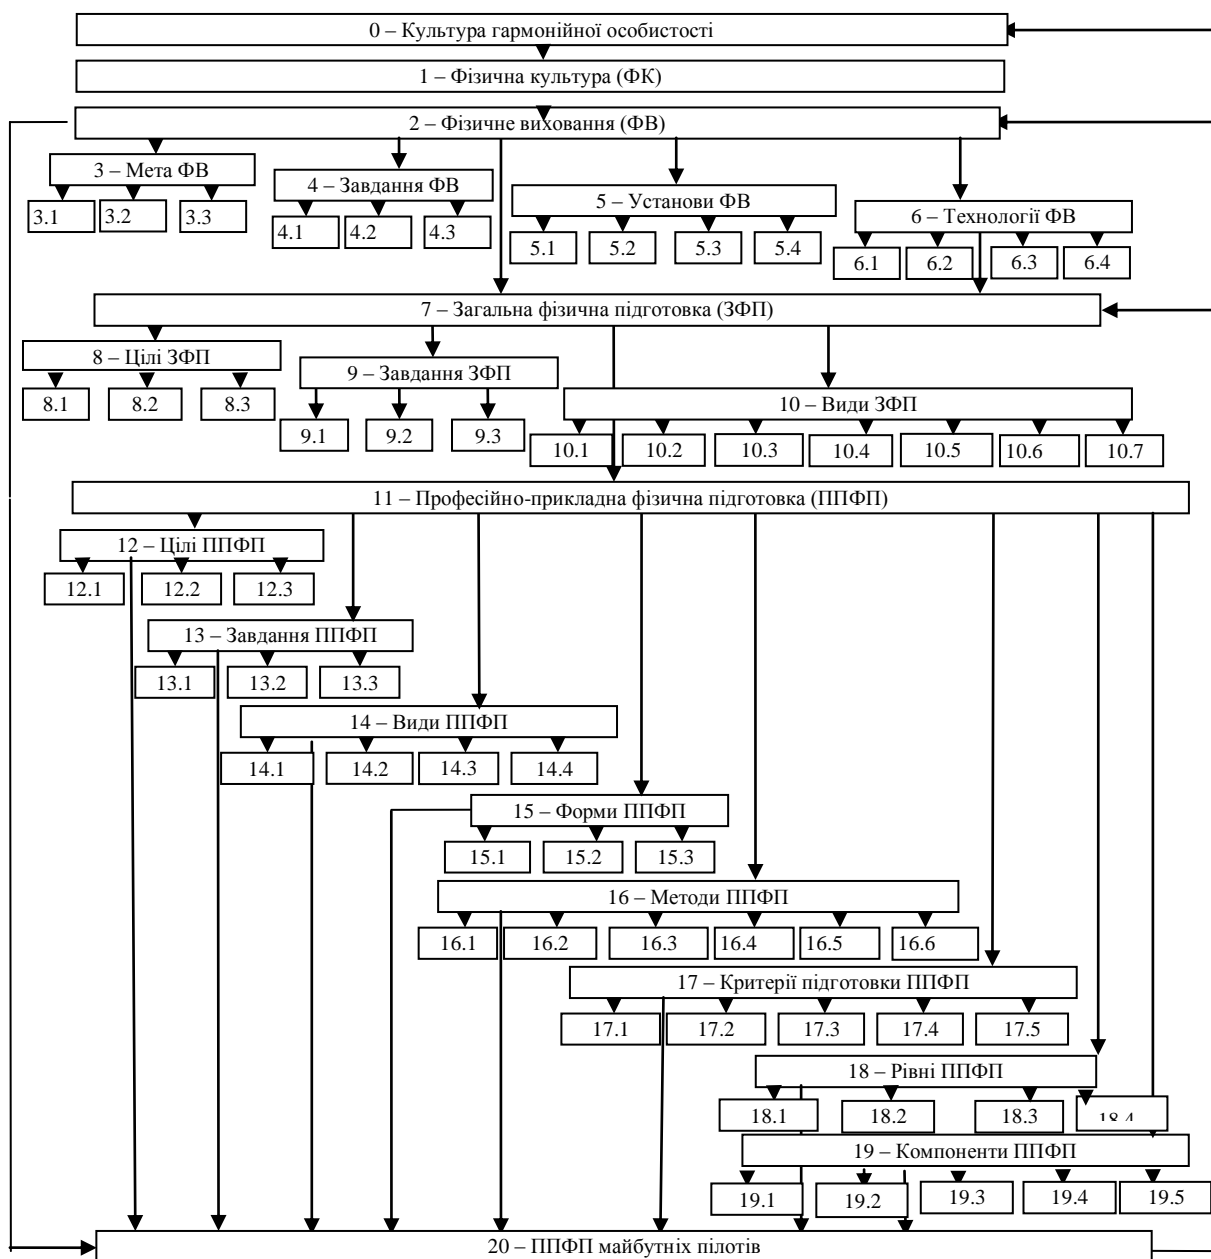 0 – Культура гармонійної особистості
1 – Фізична культура (ФК)
2 – Фізичне виховання (ФВ)
3 – Мета ФВ
3.1 3.2 3.3
4 – Завдання ФВ
4.1 4.2 4.3
5 – Установи ФВ
5.1 5.2 5.3 5.4
6 – Технології ФВ
6.1 6.2 6.3 6.4
7 – Загальна фізична підготовка (ЗФП)
8 – Цілі ЗФП
8.1 8.2 8.3
9 – Завдання ЗФП
9.1 9.2 9.3
10 – Види ЗФП
10.1 10.2 10.3 10.4 10.5 10.6 10.7
11 – Професійно-прикладна фізична підготовка (ППФП)
12 – Цілі ППФП
12.1 12.2 12.3
13 – Завдання ППФП
13.1 13.2 13.3
14 – Види ППФП
14.1 14.2 14.3 14.4
15 – Форми ППФП
15.1 15.2 15.3
16 – Методи ППФП
16.1 16.2 16.3 16.4 16.5 16.6
17 – Критерії підготовки ППФП
17.1 17.2 17.3 17.4 17.5
18 – Рівні ППФП
18.1 18.2 18.3 18.4
19 – Компоненти ППФП
19.1 19.2 19.3 19.4 19.5
20 – ППФП майбутніх пілотів